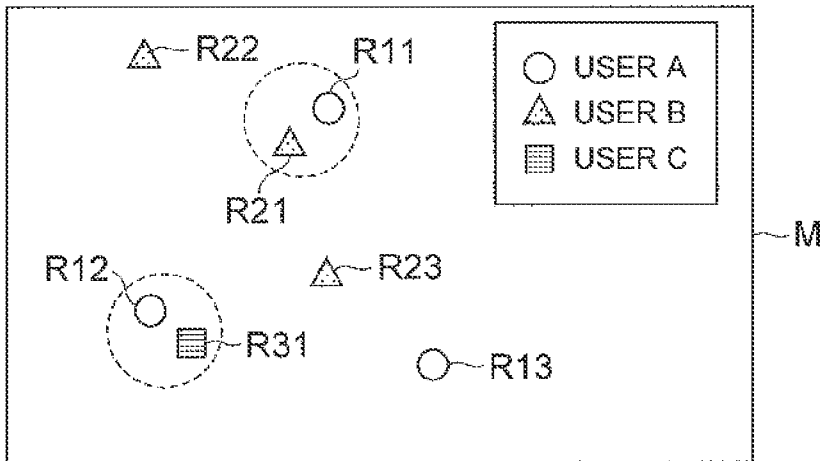 R22
R11
USER A
USER B
USER C
R21
M
R12
R23
R31
R13